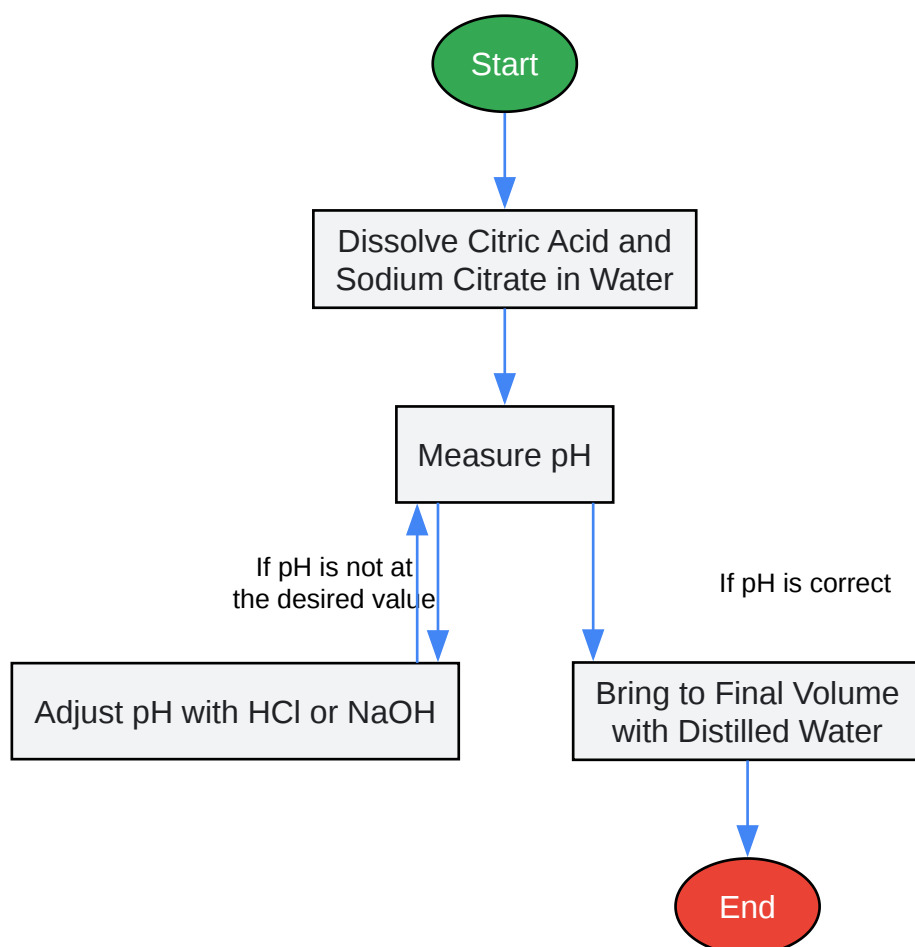 Start
Dissolve Citric Acid and
Sodium Citrate in Water
Measure pH
If pH is not at
the desired value
If pH is correct
Adjust pH with HCl or NaOH
Bring to Final Volume
with Distilled Water
End